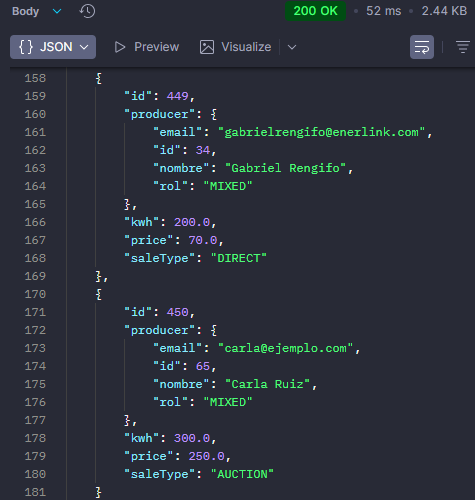 Body 200 OK • 52 ms • 2.44 KB
{} JSON Preview Visualize
158 {
159 "id": 449,
160 "producer": {
161 "email": "gabrielrengifo@enerlink.com",
162 "id": 34,
163 "nombre": "Gabriel Rengifo",
164 "rol": "MIXED"
165 },
166 "kwh": 200.0,
167 "price": 70.0,
168 "saleType": "DIRECT"
169 },
170 {
171 "id": 450,
172 "producer": {
173 "email": "carla@ejemplo.com",
174 "id": 65,
175 "nombre": "Carla Ruiz",
176 "rol": "MIXED"
177 },
178 "kwh": 300.0,
179 "price": 250.0,
180 "saleType": "AUCTION"
181 }